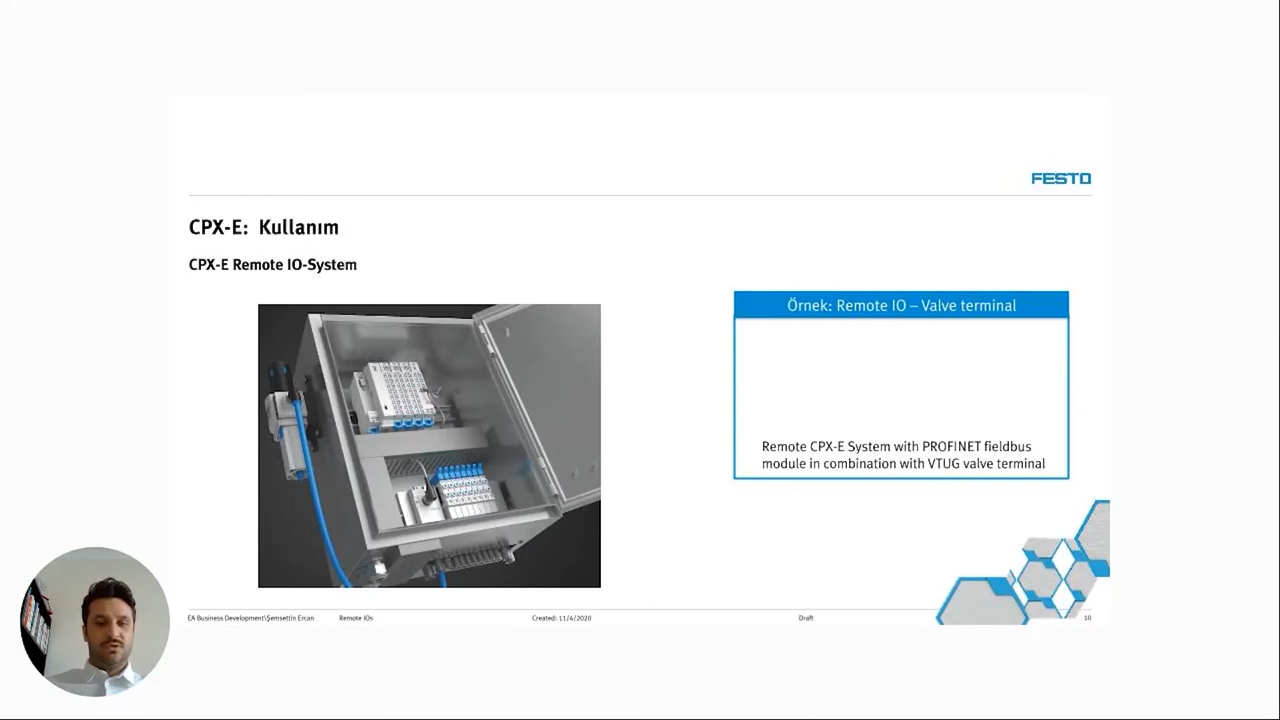 FESTO
CPX-E: Kullanım
CPX-E Remote IO-System
Örnek: Remote IO – Valve terminal
Remote CPX-E System with PROFINET fieldbus
module in combination with VTUG valve terminal
EA Business Development\Şemsettin Ercan Remote IOs Created: 11/4/2020 Draft 10